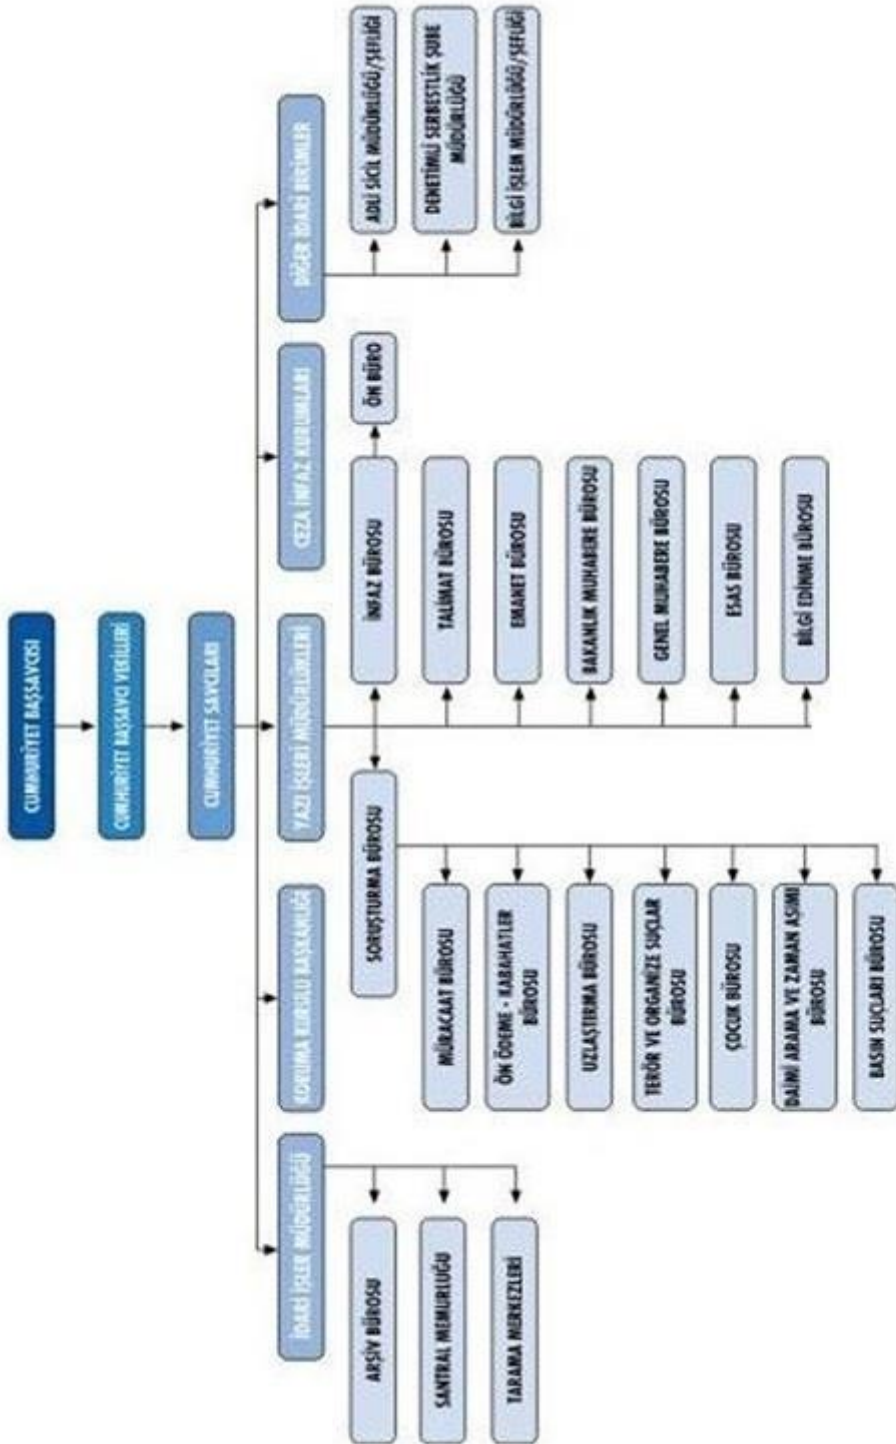 CUMHURİYET BAŞSAVCISI
CUMHURİYET BAŞSAVCI VEKİLLERİ
CUMHURİYET SAVCILARI
İDARİ İŞLER MÜDÜRLÜĞÜ
KORUMA KURULU BAŞKANLIĞI
YAZI İŞLERİ MÜDÜRLÜKLERİ
CEZA İNFAZ KURUMLARI
DİĞER İDARİ BİRİMLER
ARŞİV BÜROSU
SANTRAL MEMURLUĞU
TARAMA MERKEZLERİ
SORUŞTURMA BÜROSU
MÜRACAAT BÜROSU
ÖN ÖDEME - KABAHATLER
BÜROSU
UZLAŞTIRMA BÜROSU
TERÖR VE ORGANİZE SUÇLAR
BÜROSU
ÇOCUK BÜROSU
DAİMİ ARAMA VE ZAMAN AŞIMI
BÜROSU
BASIN SUÇLARI BÜROSU
İNFAZ BÜROSU
ÖN BÜRO
TALİMAT BÜROSU
EMANET BÜROSU
BAKANLIK MUHABERE BÜROSU
GENEL MUHABERE BÜROSU
ESAS BÜROSU
BİLGİ EDİNME BÜROSU
ADLİ SİCİL MÜDÜRLÜĞÜ/ŞEFLİĞİ
DENETİMLİ SERBESTLİK ŞUBE
MÜDÜRLÜĞÜ
BİLGİ İŞLEM MÜDÜRLÜĞÜ/ŞEFLİĞİ